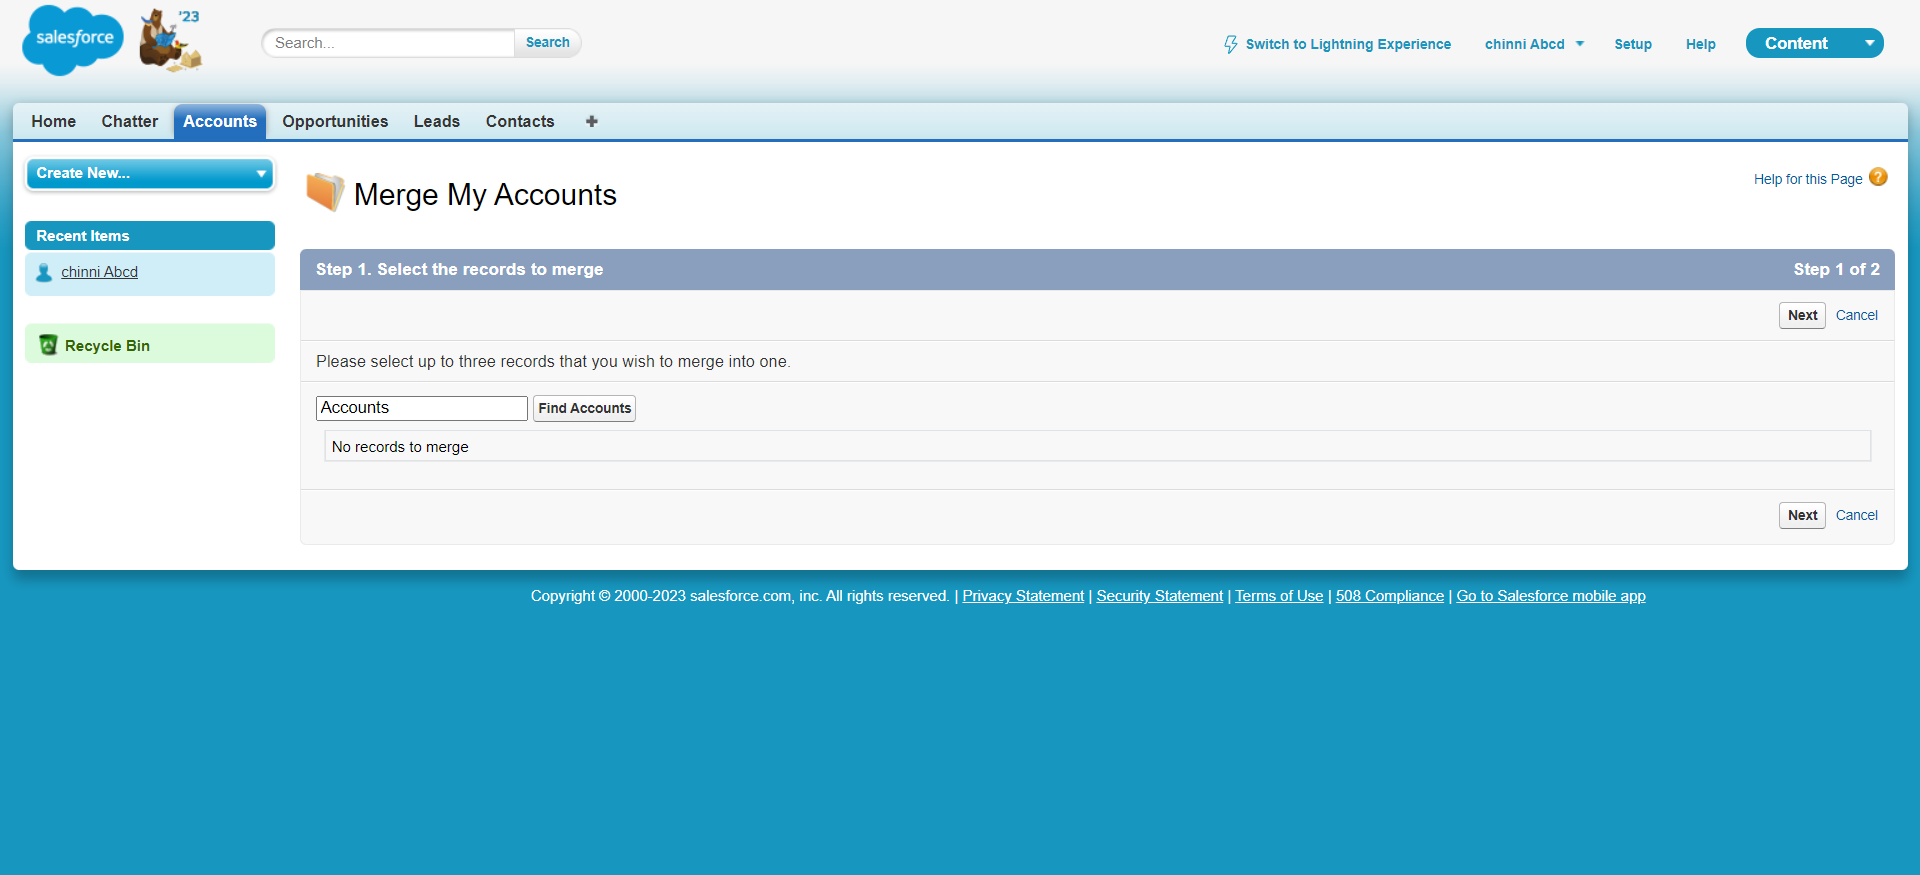 salesforce
'23
Search...
Search
Switch to Lightning Experience
chinni Abcd
Setup
Help
Content
Home
Chatter
Accounts
Opportunities
Leads
Contacts
Create New...
Recent Items
chinni Abcd
Recycle Bin
Merge My Accounts
Help for this Page
?
Step 1. Select the records to merge
Step 1 of 2
Next
Cancel
Please select up to three records that you wish to merge into one.
Accounts
Find Accounts
No records to merge
Next
Cancel
Copyright © 2000-2023 salesforce.com, inc. All rights reserved. | Privacy Statement | Security Statement | Terms of Use | 508 Compliance | Go to Salesforce mobile app